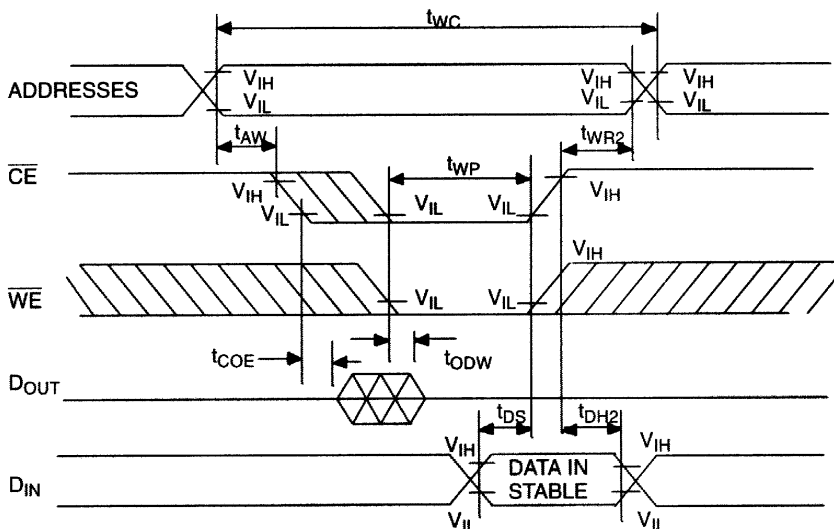 tWC
ADDRESSES
VIH
VIL
VIH
VIL
VIH
VIL
tAW
tWR2
CE
tWP
VIH
VIL
VIL
VIL
VIH
WE
VIH
VIL
VIL
tCOE
tODW
DOUT
tDS
tDH2
DIN
VIH
DATA IN
STABLE
VIH
VIL
VIL